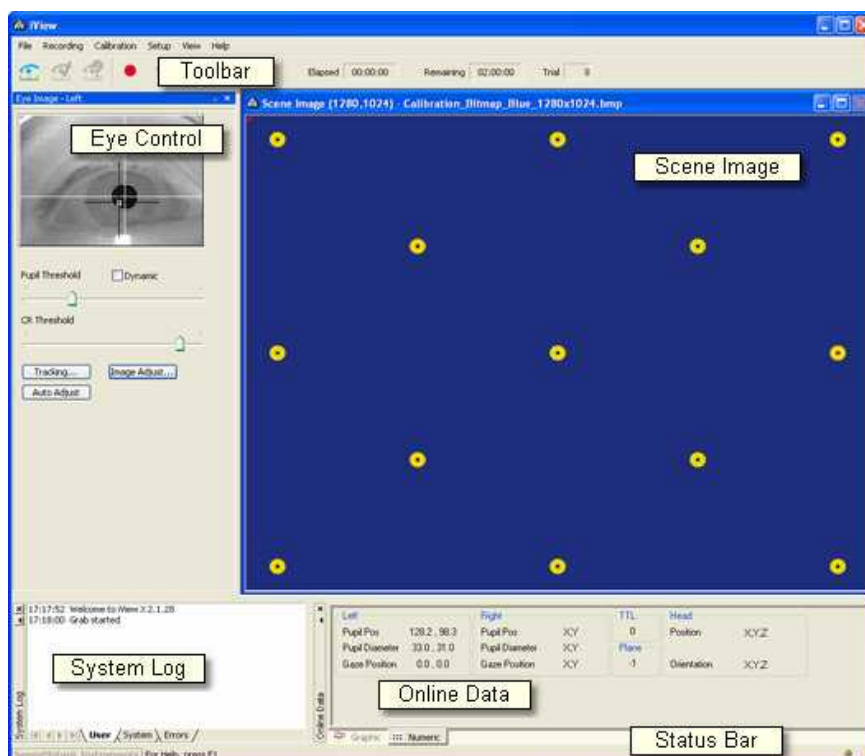 iView
File Recording Calibration Setup View Help
Toolbar
Elapsed 00:00:00 Remaining 02:00:00 Trial 0
Eye Image - Left
Eye Control
Scene Image (1280,1024) - Calibration_Bitmap_Blue_1280x1024.bmp
Scene Image
Pupil Threshold Dynamic
CR Threshold
Tracking... Image Adjust...
Auto Adjust
17:17:52 Welcome to iView X 2.1.28
17:18:00 Grab started
System Log
System Log
User System Errors
Online Data
Left Right TTL Head
Pupil Pos 128.2 , 98.3 Pupil Pos X,Y 0 Position X,Y,Z
Pupil Diameter 33.0 , 31.0 Pupil Diameter X,Y Plane
Gaze Position 0.0 , 0.0 Gaze Position X,Y -1 Orientation X,Y,Z
Online Data
Graphic Numeric
Status Bar
For Help, press F1